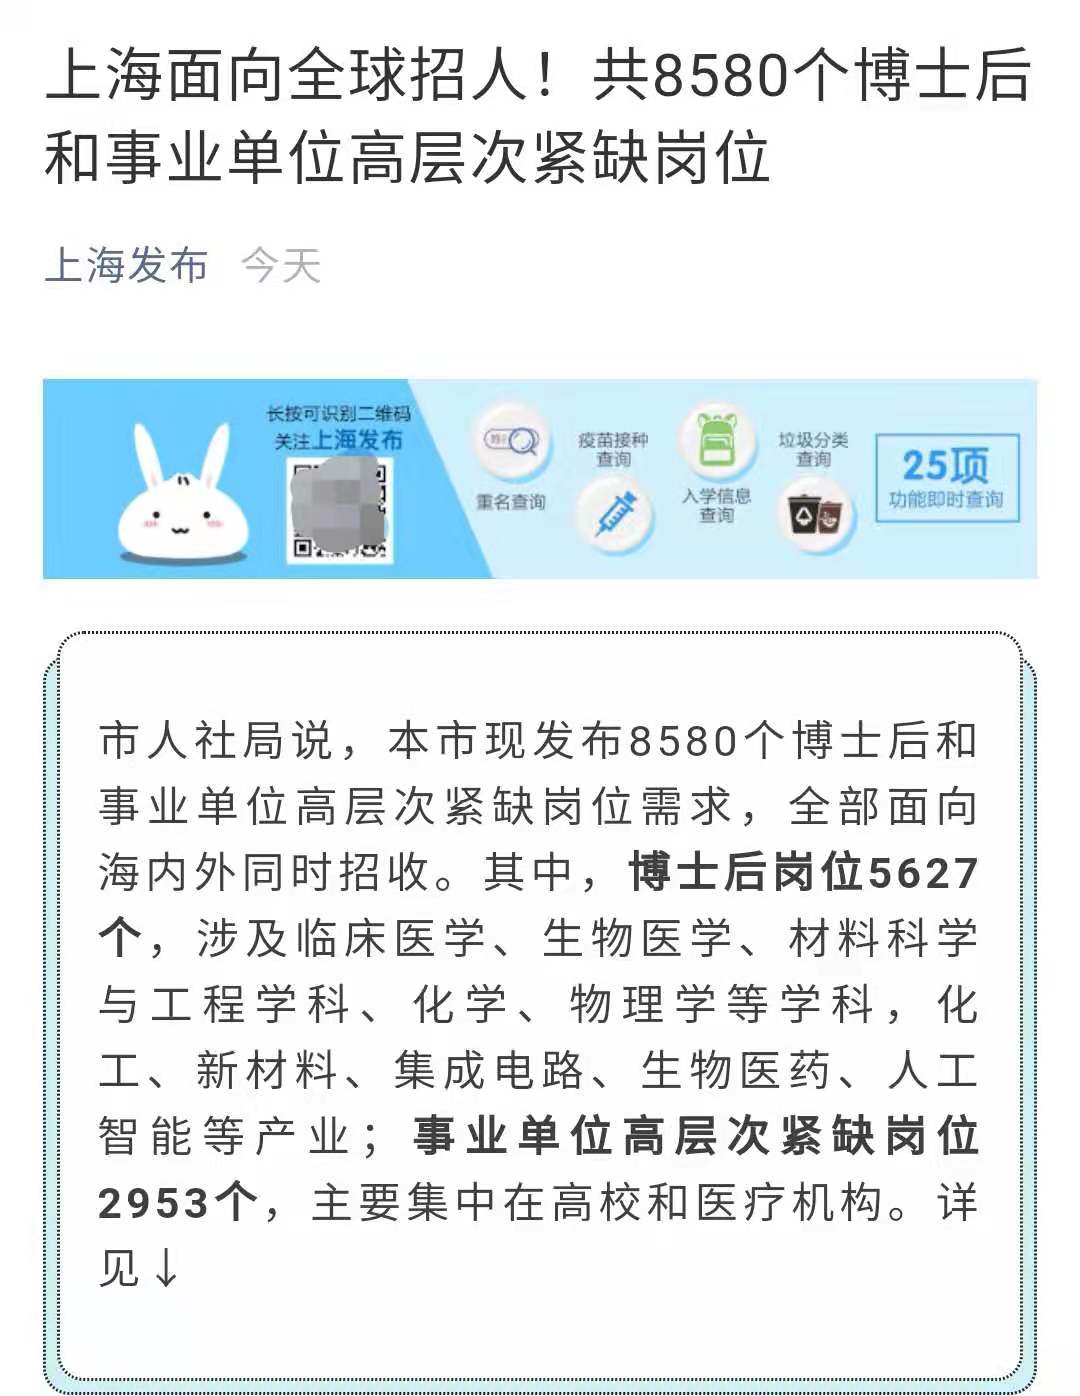 上海面向全球招人！共8580个博士后
和事业单位高层次紧缺岗位
上海发布 今天
长按可识别二维码
关注上海发布
重名查询
疫苗接种
查询
入学信息
查询
垃圾分类
查询
25项
功能即时查询
市人社局说，本市现发布8580个博士后和
事业单位高层次紧缺岗位需求，全部面向
海内外同时招收。其中，博士后岗位5627
个，涉及临床医学、生物医学、材料科学
与工程学科、化学、物理学等学科，化
工、新材料、集成电路、生物医药、人工
智能等产业；事业单位高层次紧缺岗位
2953个，主要集中在高校和医疗机构。详
见↓